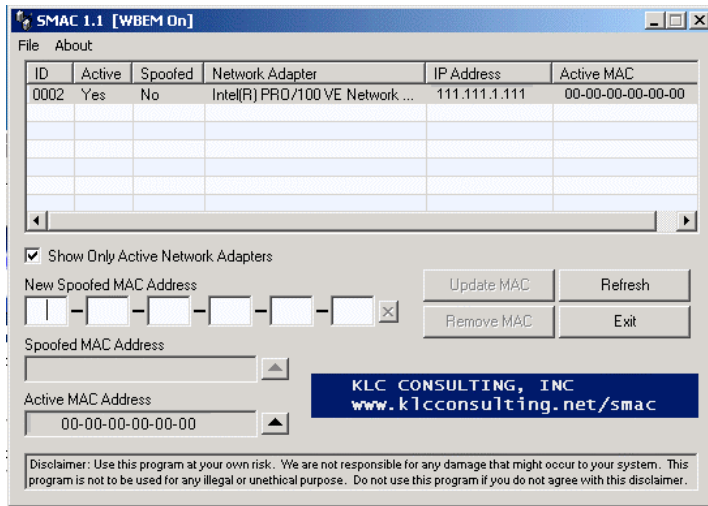 SMAC 1.1 [WBEM On]
File About
ID Active Spoofed Network Adapter IP Address Active MAC
0002 Yes No Intel(R) PRO/100 VE Network ... 111.111.1.111 00-00-00-00-00-00
Show Only Active Network Adapters
New Spoofed MAC Address
Update MAC Refresh
Remove MAC Exit
Spoofed MAC Address
KLC CONSULTING, INC
www.klcconsulting.net/smac
Active MAC Address
00-00-00-00-00-00
Disclaimer: Use this program at your own risk. We are not responsible for any damage that might occur to your system. This
program is not to be used for any illegal or unethical purpose. Do not use this program if you do not agree with this disclaimer.